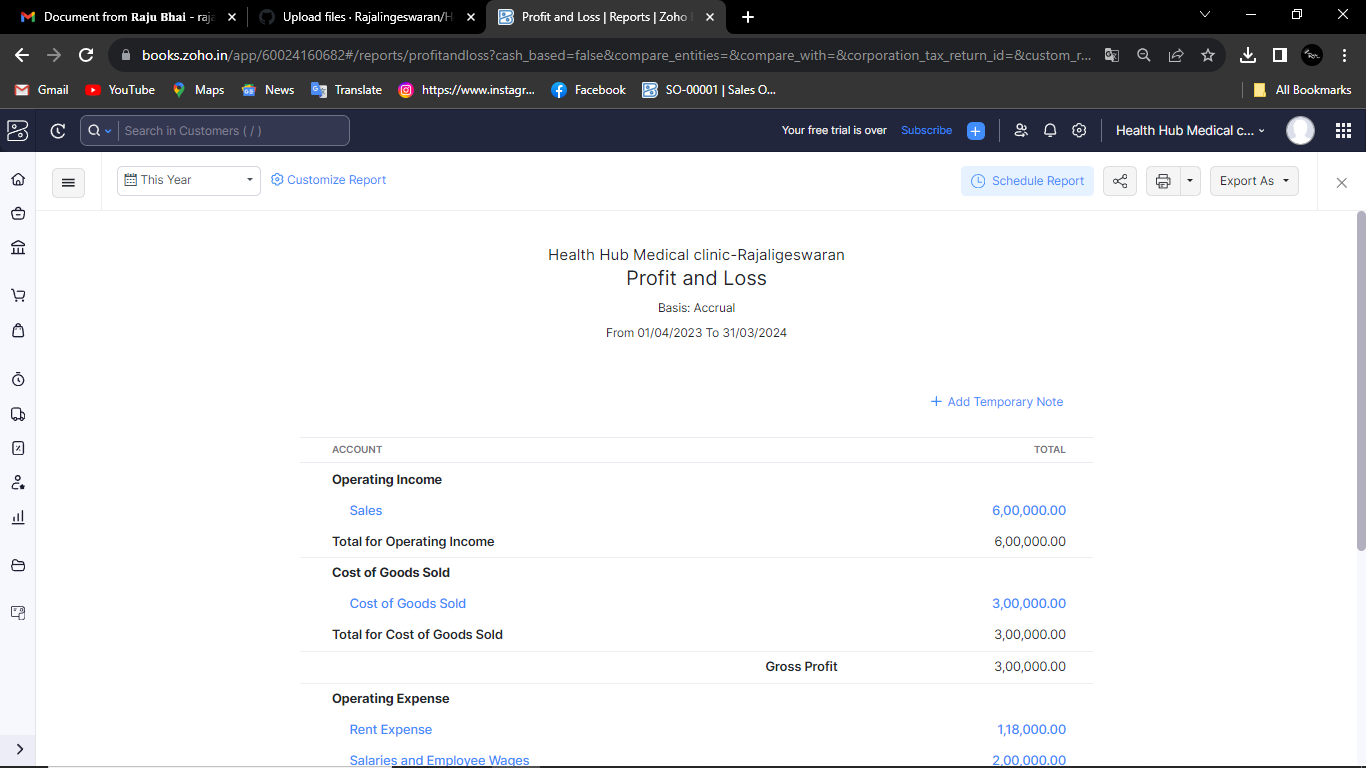 Document from Raju Bhai - raja
Upload files · Rajalingeswaran/H
Profit and Loss | Reports | Zoho
books.zoho.in/app/60024160682#/reports/profitandloss?cash_based=false&compare_entities=&compare_with=&corporation_tax_return_id=&custom_r...
Gmail YouTube Maps News Translate https://www.instagr... Facebook SO-00001 | Sales O... All Bookmarks
Search in Customers ( / ) Your free trial is over Subscribe Health Hub Medical c...
This Year Customize Report Schedule Report Export As
Health Hub Medical clinic-Rajaligeswaran
Profit and Loss
Basis: Accrual
From 01/04/2023 To 31/03/2024
+ Add Temporary Note
ACCOUNT TOTAL
Operating Income
Sales 6,00,000.00
Total for Operating Income 6,00,000.00
Cost of Goods Sold
Cost of Goods Sold 3,00,000.00
Total for Cost of Goods Sold 3,00,000.00
Gross Profit 3,00,000.00
Operating Expense
Rent Expense 1,18,000.00
Salaries and Employee Wages 2,00,000.00